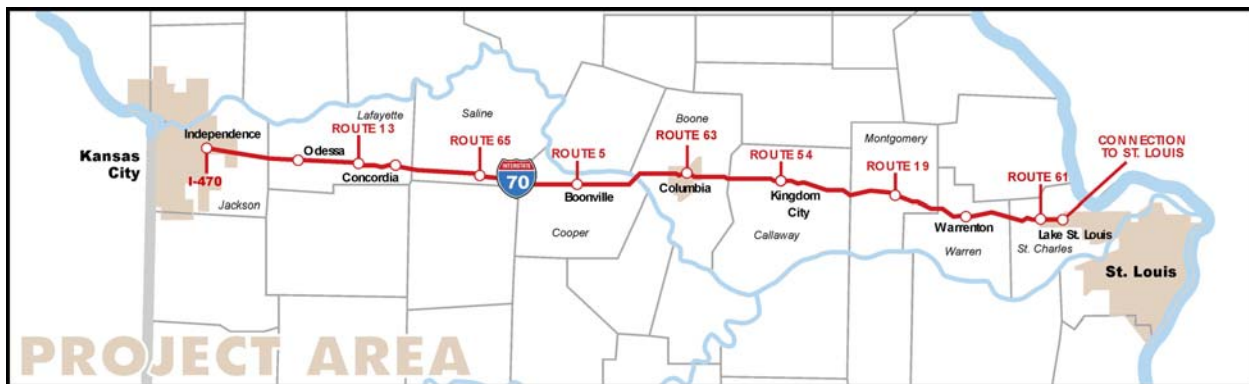 Independence
Kansas
City
I-470
Jackson
Odessa
Lafayette
ROUTE 13
Concordia
Saline
ROUTE 65
INTERSTATE
70
ROUTE 5
Boonville
Cooper
Boone
ROUTE 63
Columbia
ROUTE 54
Kingdom
City
Callaway
Montgomery
ROUTE 19
Warrenton
Warren
ROUTE 61
CONNECTION
TO ST. LOUIS
Lake St. Louis
St. Charles
St. Louis
PROJECT AREA